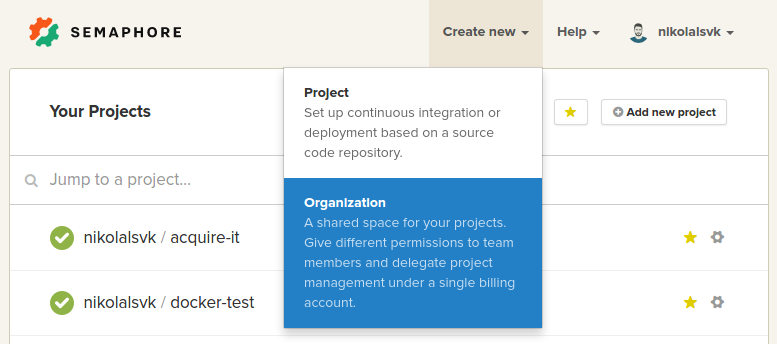 SEMAPHORE
Create new
Help
nikolalsvk
Your Projects
Add new project
Jump to a project...
Project
Set up continuous integration or
deployment based on a source
code repository.
Organization
A shared space for your projects.
Give different permissions to team
members and delegate project
management under a single billing
account.
nikolalsvk / acquire-it
nikolalsvk / docker-test